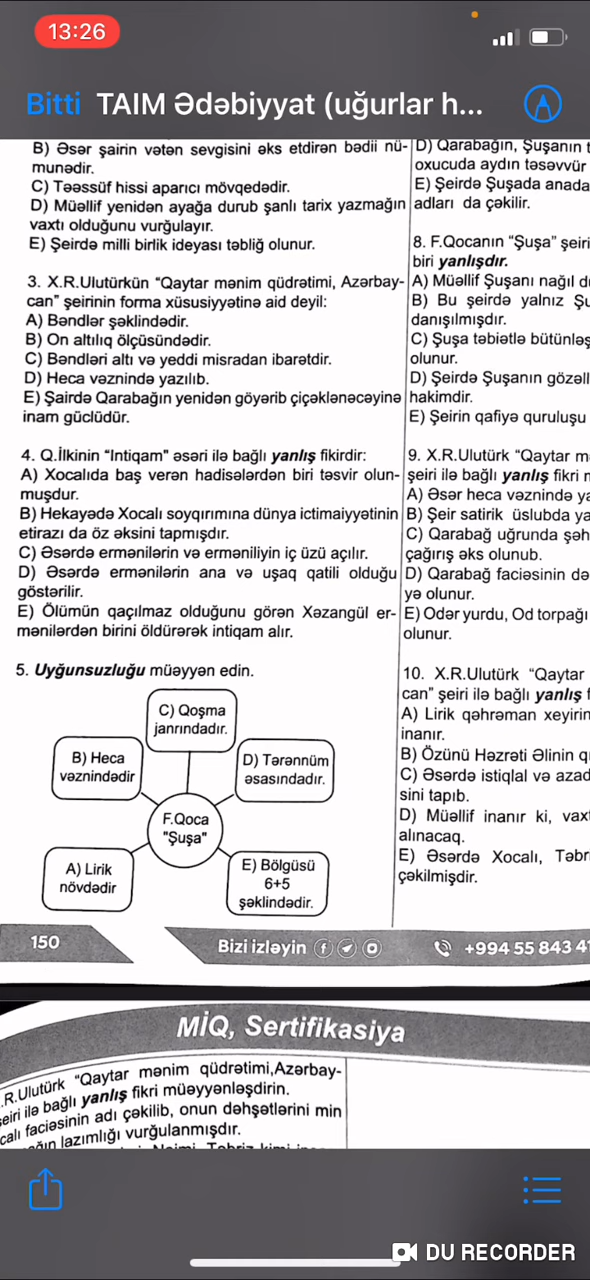 13:26
Bitti TAIM Ədəbiyyat (uğurlar h...
B) Əsər şairin vətən sevgisini əks etdirən bədii nü-
munədir.
C) Təəssüf hissi aparıcı mövqedədir.
D) Müəllif yenidən ayağa durub şanlı tarix yazmağın
vaxtı olduğunu vurğulayır.
E) Şeirdə milli birlik ideyası təbliğ olunur.
3. X.R.Ulutürkün “Qaytar mənim qüdrətimi, Azərbay-
can” şeirinin forma xüsusiyyətinə aid deyil:
A) Bəndlər şəklindədir.
B) On altılıq ölçüsündədir.
C) Bəndləri altı və yeddi misradan ibarətdir.
D) Heca vəznində yazılıb.
E) Şairdə Qarabağın yenidən göyərib çiçəklənəcəyinə
inam güclüdür.
4. Q.İlkinin “Intiqam” əsəri ilə bağlı yanlış fikirdir:
A) Xocalıda baş verən hadisələrdən biri təsvir olun-
muşdur.
B) Hekayədə Xocalı soyqırımına dünya ictimaiyyətinin
etirazı da öz əksini tapmışdır.
C) Əsərdə ermənilərin və erməniliyin iç üzü açılır.
D) Əsərdə ermənilərin ana və uşaq qatili olduğu
göstərilir.
E) Ölümün qaçılmaz olduğunu görən Xəzangül er-
mənilərdən birini öldürərək intiqam alır.
5. Uyğunsuzluğu müəyyən edin.
C) Qoşma
janrındadır.
B) Heca
vəznindədir
D) Tərənnüm
əsasındadır.
F.Qoca
"Şuşa"
A) Lirik
növdədir
E) Bölgüsü
6+5
şəklindədir.
D) Qarabağın, Şuşanın t
oxucuda aydın təsəvvür
E) Şeirdə Şuşada anada
adları da çəkilir.
8. F.Qocanın “Şuşa” şeiri
biri yanlışdır.
A) Müəllif Şuşanı nağıl d
B) Bu şeirdə yalnız Şu
danışılmışdır.
C) Şuşa təbiətlə bütünləş
olunur.
D) Şeirdə Şuşanın gözəll
hakimdir.
E) Şeirin qafiyə quruluşu
9. X.R.Ulutürk “Qaytar m
şeiri ilə bağlı yanlış fikri
A) Əsər heca vəznində ya
B) Şeir satirik üslubda ya
C) Qarabağ uğrunda şəh
çağırış əks olunub.
D) Qarabağ faciəsinin də
yə olunur.
E) Odər yurdu, Od torpağı
olunur.
10. X.R.Ulutürk “Qaytar
can” şeiri ilə bağlı yanlış f
A) Lirik qəhrəman xeyirin
inanır.
B) Özünü Həzrəti Əlinin q
C) Əsərdə istiqlal və azad
sini tapıb.
D) Müəllif inanır ki, vaxt
alınacaq.
E) Əsərdə Xocalı, Təbri
çəkilmişdir.
150
Bizi izləyin
+994 55 843 4
MİQ, Sertifikasiya
.R.Ulutürk “Qaytar mənim qüdrətimi,Azərbay-
şeiri ilə bağlı yanlış fikri müəyyənləşdirin.
calı faciəsinin adı çəkilib, onun dəhşətlərini min
lazımlığı vurğulanmışdır.
DU RECORDER